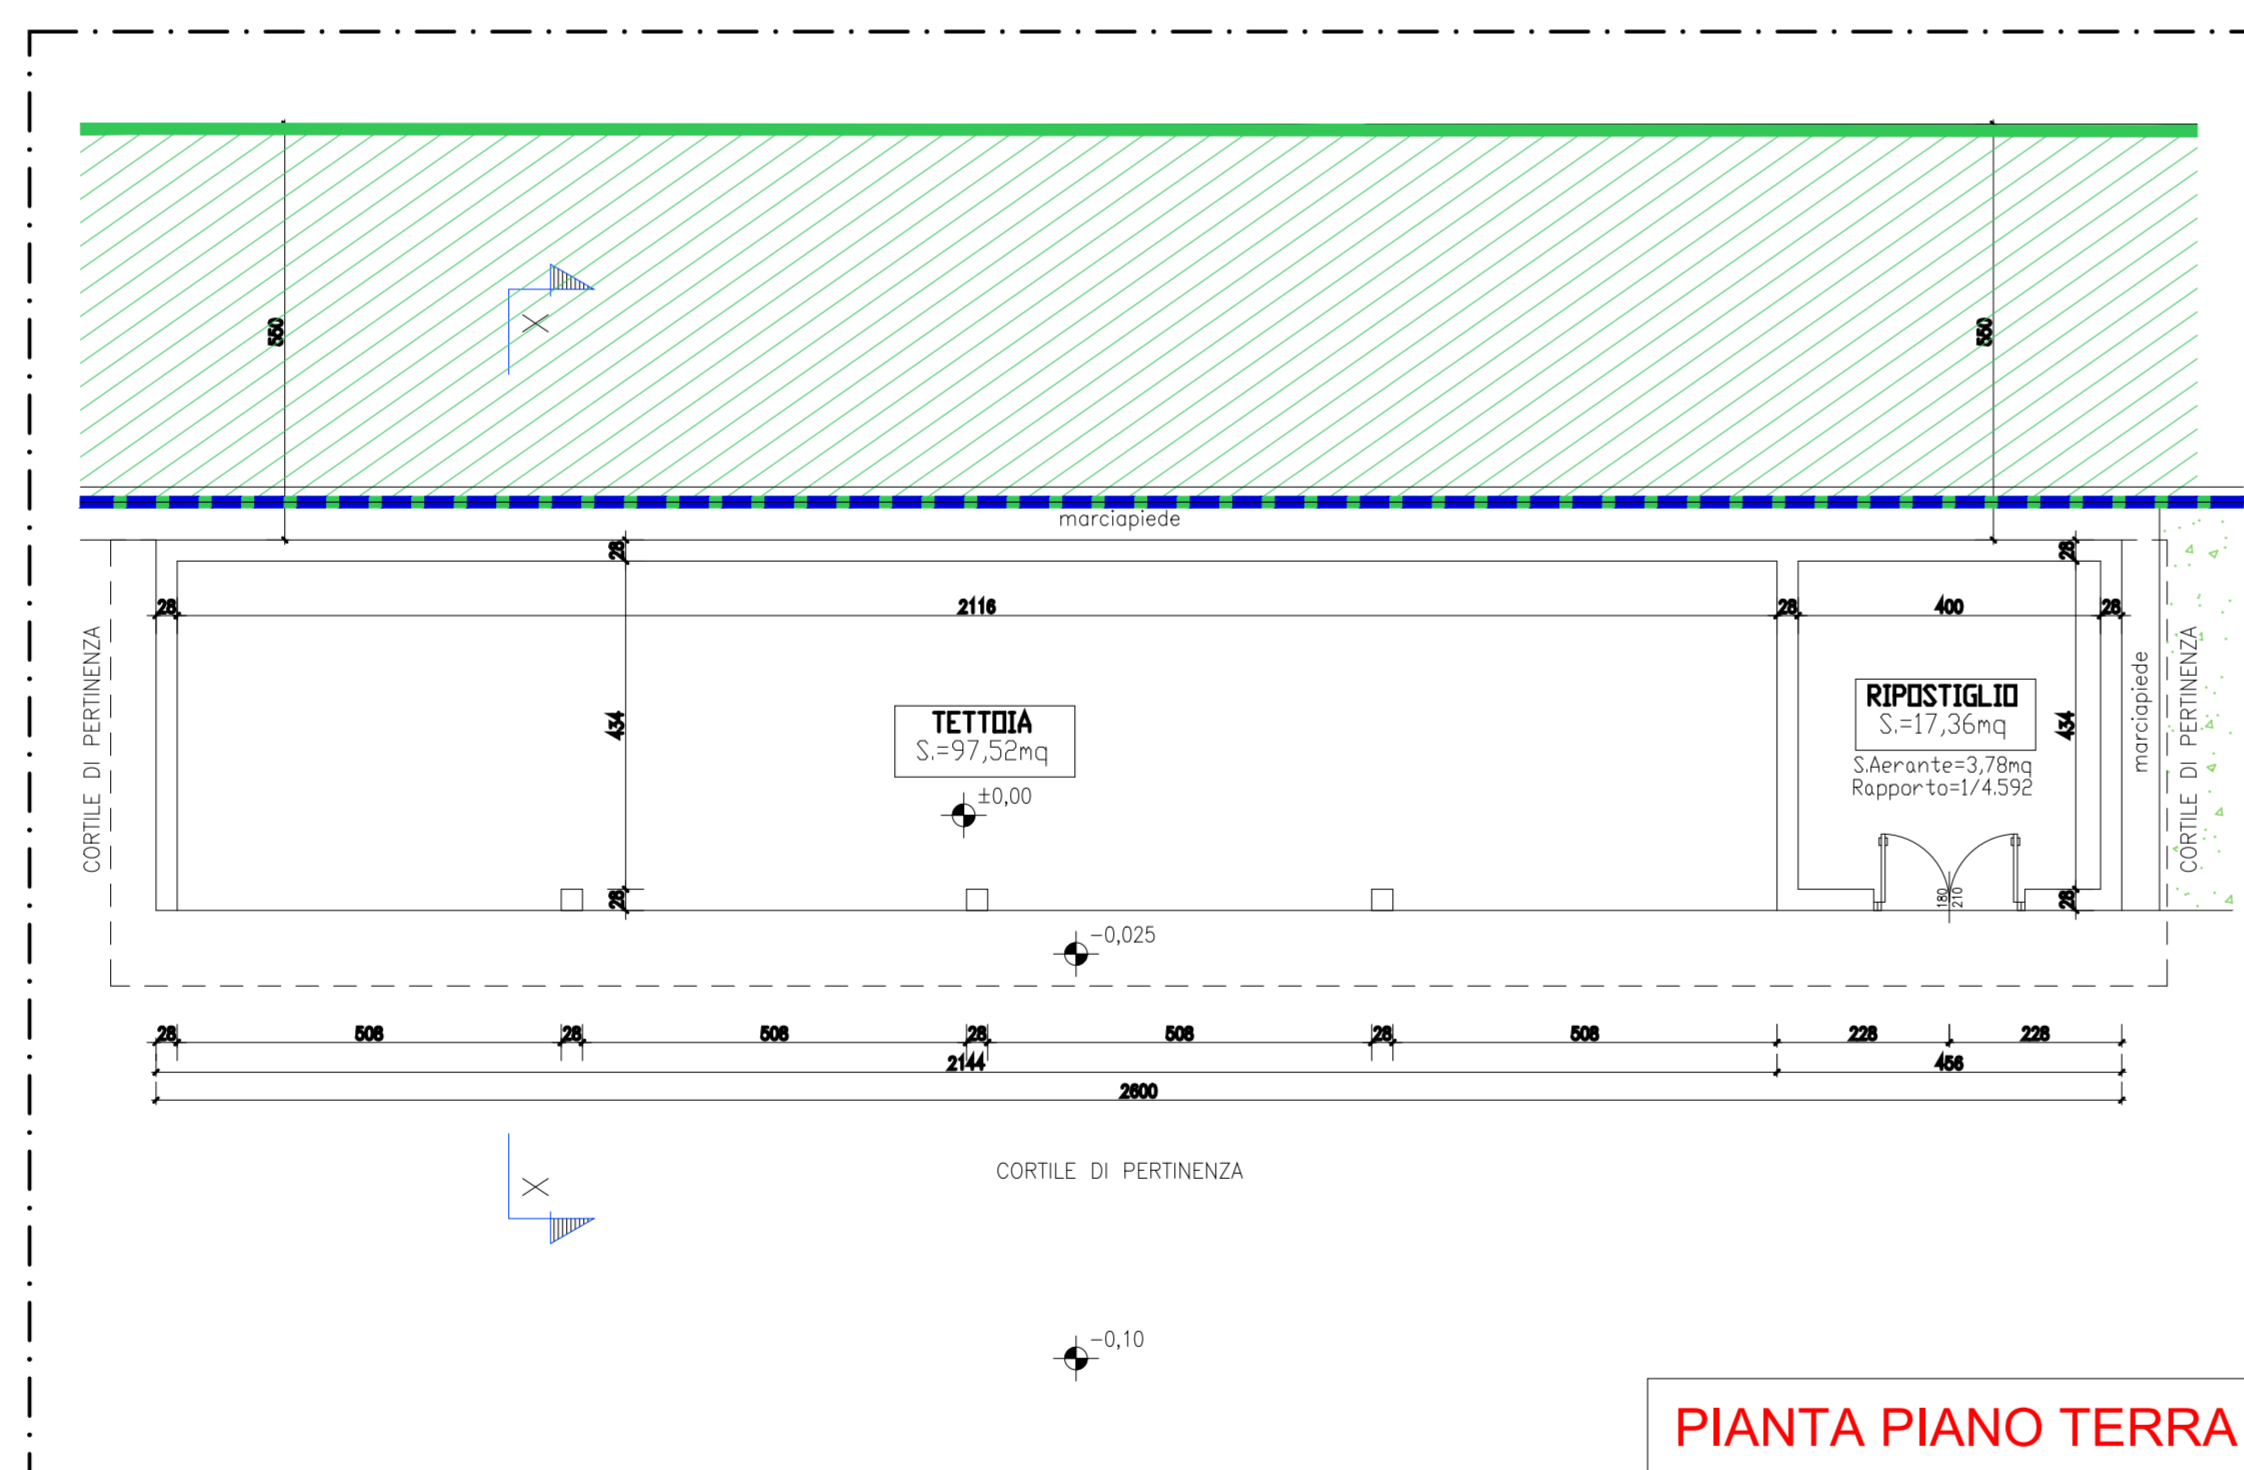 550
550
X
marciapiede
28
28
28
2116
28
400
28
CORTILE DI PERTINENZA
434
TETTOIA
S.=97,52mq
±0,00
RIPOSTIGLIO
S.=17,36mq
S.Aerante=3,78mq
Rapporto=1/4.592
434
marciapiede
CORTILE DI PERTINENZA
28
180
210
28
-0,025
28
508
28
508
28
508
28
508
228
228
2144
456
2600
CORTILE DI PERTINENZA
X
-0,10
PIANTA PIANO TERRA